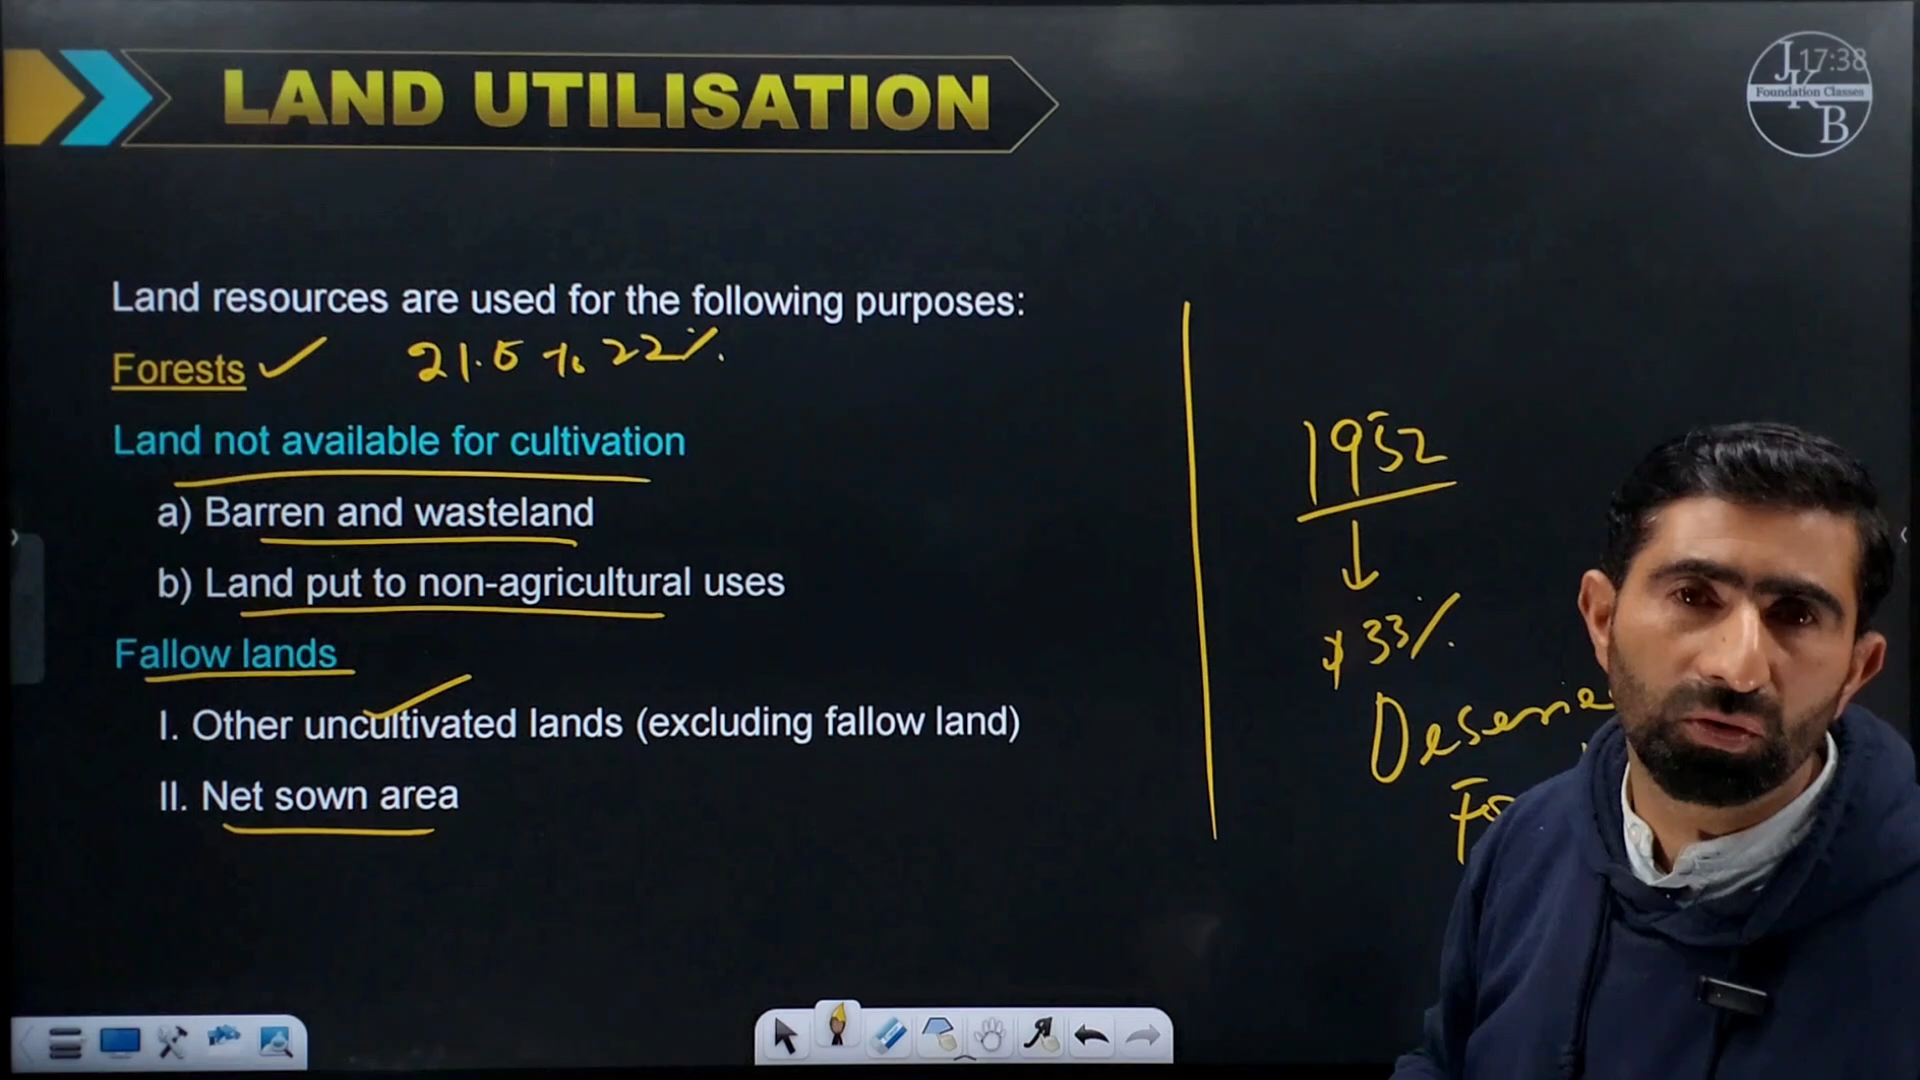 LAND UTILISATION
J 17:38
Foundation Classes
K
B
Land resources are used for the following purposes:
Forests 21.5 to 22%.
Land not available for cultivation
a) Barren and wasteland
b) Land put to non-agricultural uses
Fallow lands
I. Other uncultivated lands (excluding fallow land)
II. Net sown area
1952
33%.